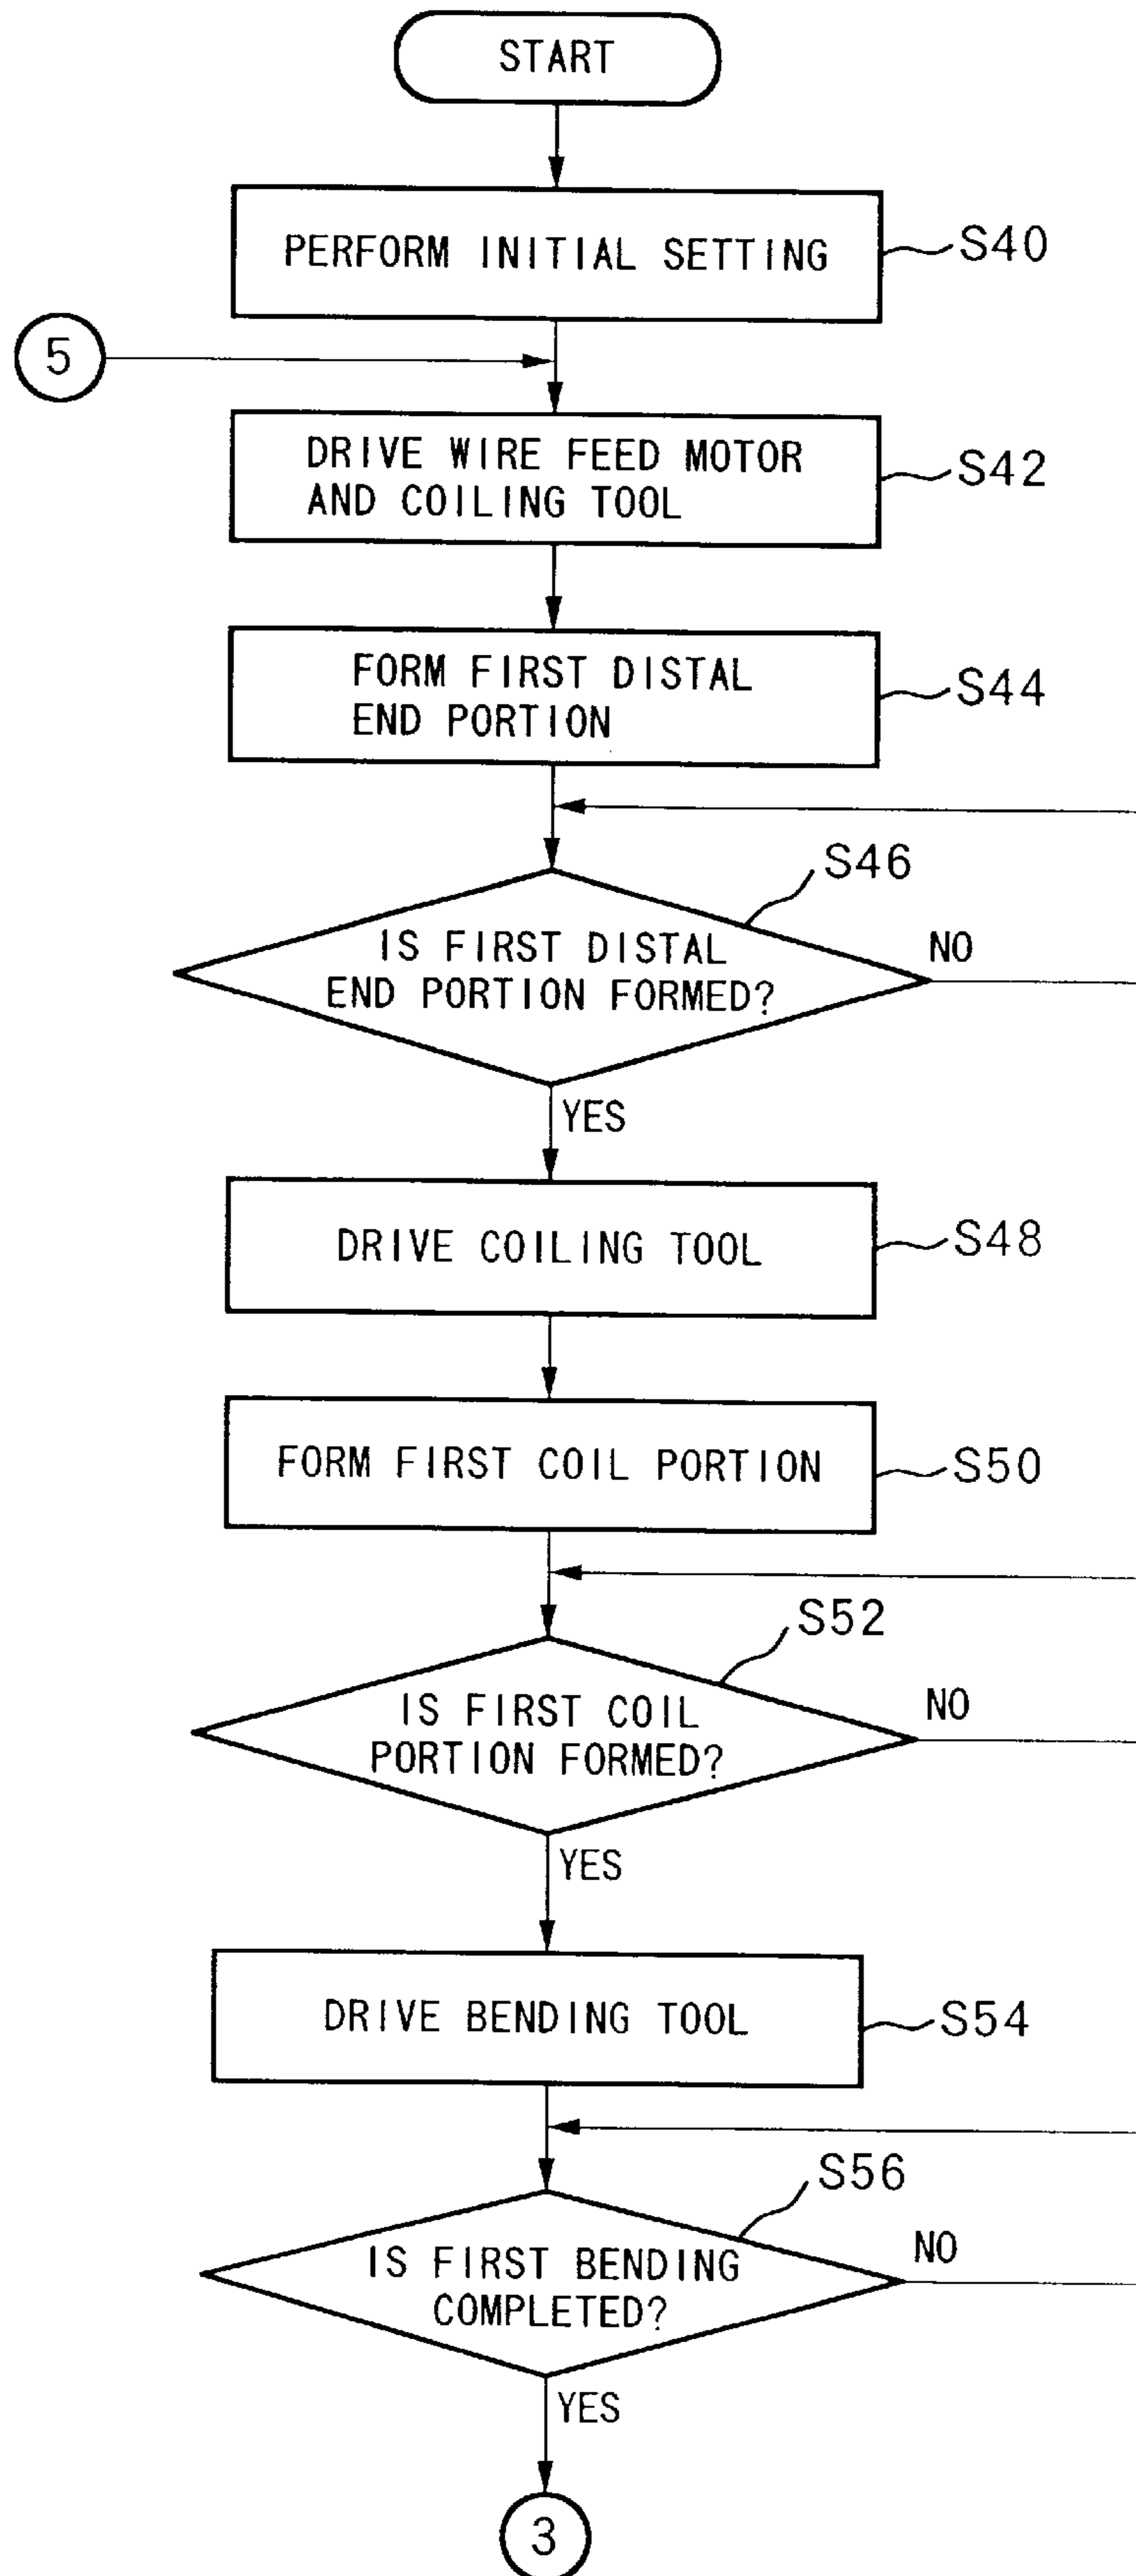 START
PERFORM INITIAL SETTING
S40
5
DRIVE WIRE FEED MOTOR
AND COILING TOOL
S42
FORM FIRST DISTAL
END PORTION
S44
S46
IS FIRST DISTAL
END PORTION FORMED?
NO
YES
DRIVE COILING TOOL
S48
FORM FIRST COIL PORTION
S50
S52
IS FIRST COIL
PORTION FORMED?
NO
YES
DRIVE BENDING TOOL
S54
S56
IS FIRST BENDING
COMPLETED?
NO
YES
3